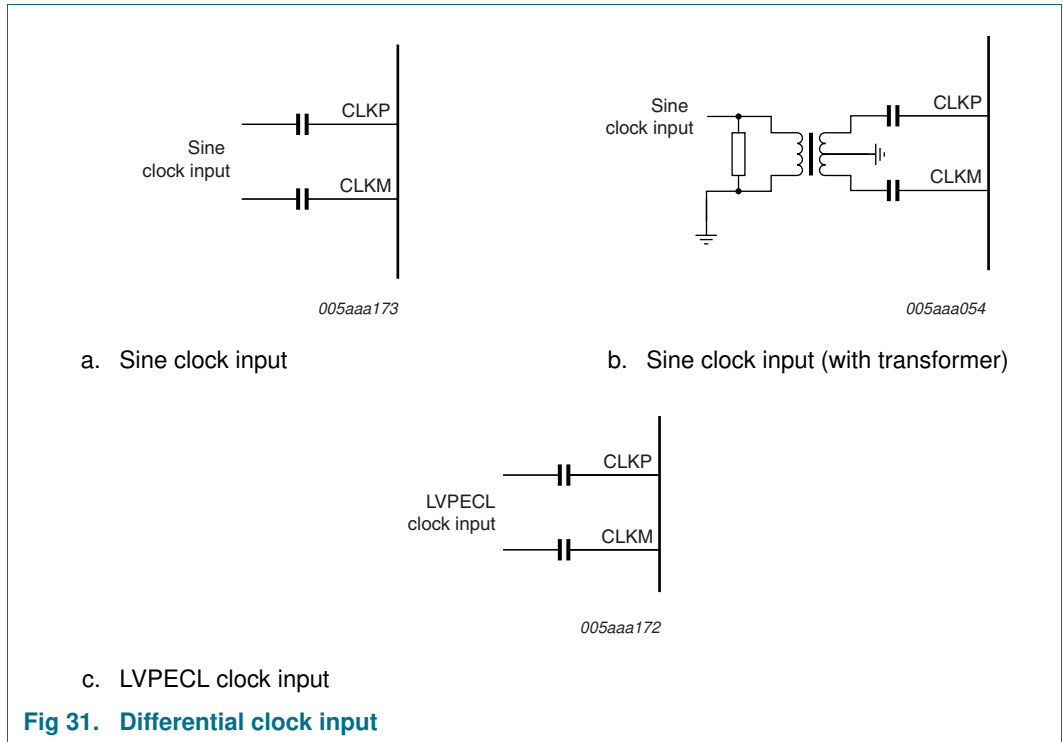 Sine
clock input
CLKP
CLKM
005aaa173
a. Sine clock input
Sine
clock input
CLKP
CLKM
005aaa054
b. Sine clock input (with transformer)
LVPECL
clock input
CLKP
CLKM
005aaa172
c. LVPECL clock input
Fig 31. Differential clock input